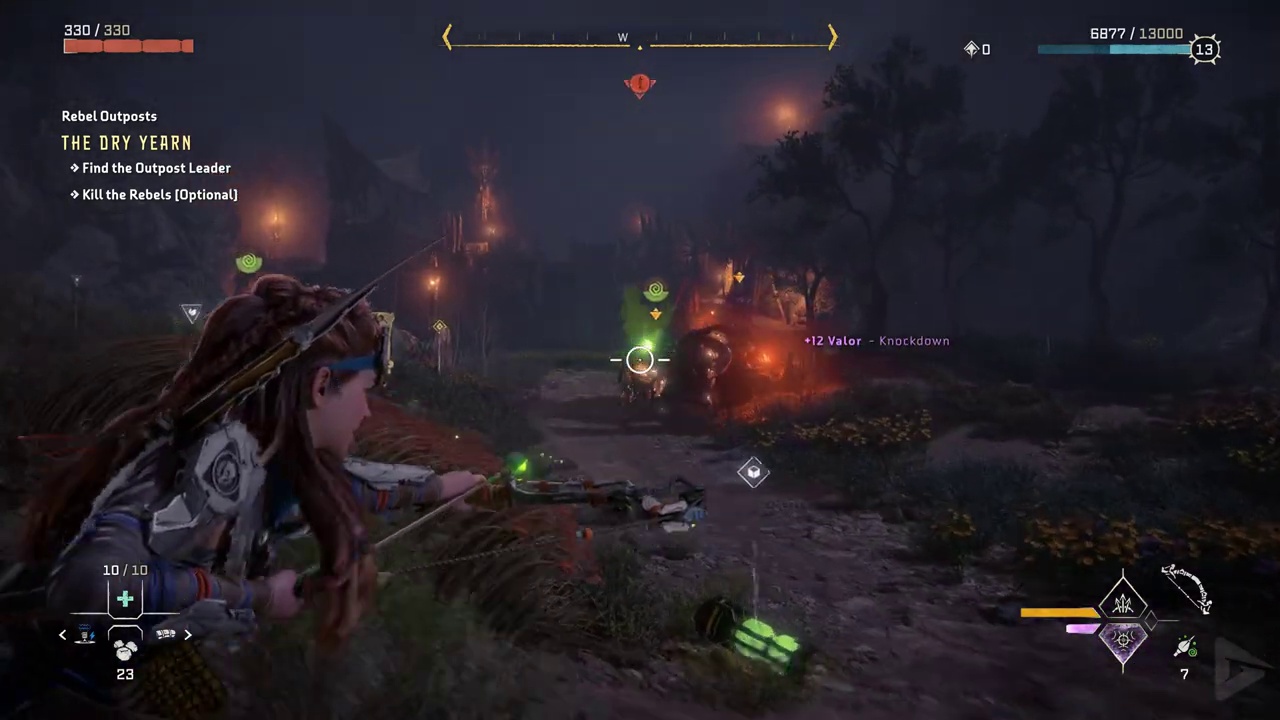 330 / 330
W
0
6877 / 13000
13
Rebel Outposts
THE DRY YEARN
Find the Outpost Leader
Kill the Rebels [Optional]
+12 Valor - Knockdown
10 / 10
23
7